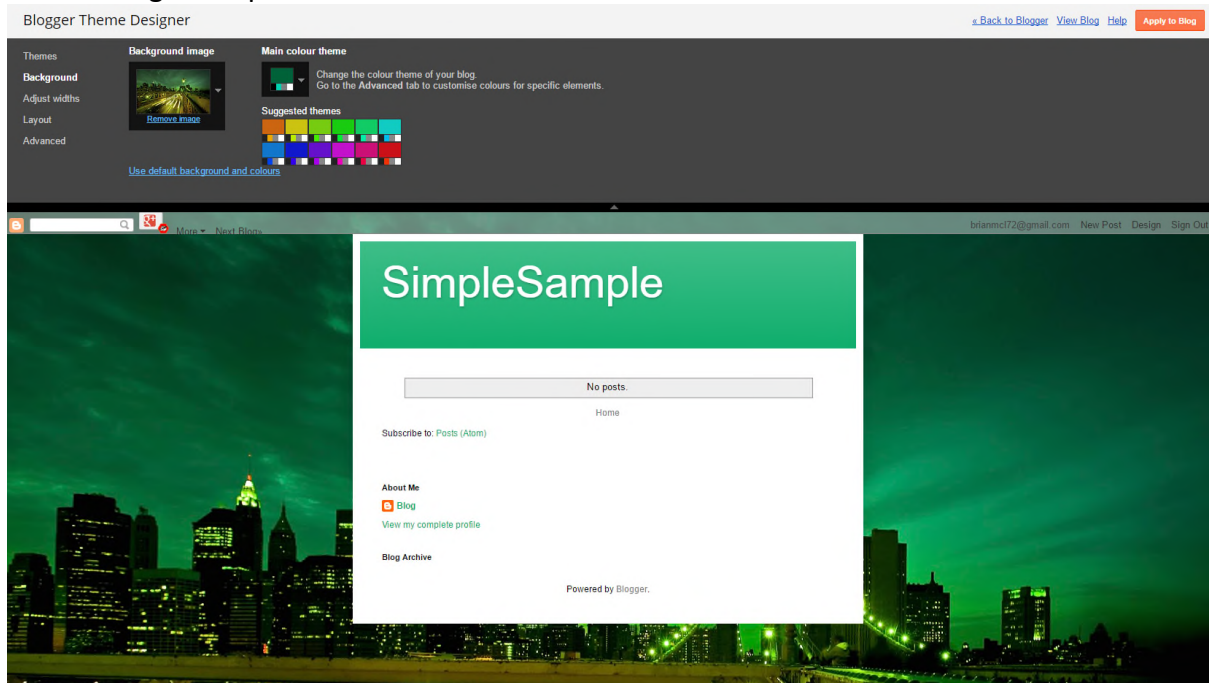 Blogger Theme Designer
« Back to Blogger View Blog Help Apply to Blog
Themes
Background
Adjust widths
Layout
Advanced
Background image
Remove image
Use default background and colours
Main colour theme
Change the colour theme of your blog.
Go to the Advanced tab to customise colours for specific elements.
Suggested themes
More Next Blog»
brianmcl72@gmail.com New Post Design Sign Out
SimpleSample
No posts.
Home
Subscribe to: Posts (Atom)
About Me
Blog
View my complete profile
Blog Archive
Powered by Blogger.